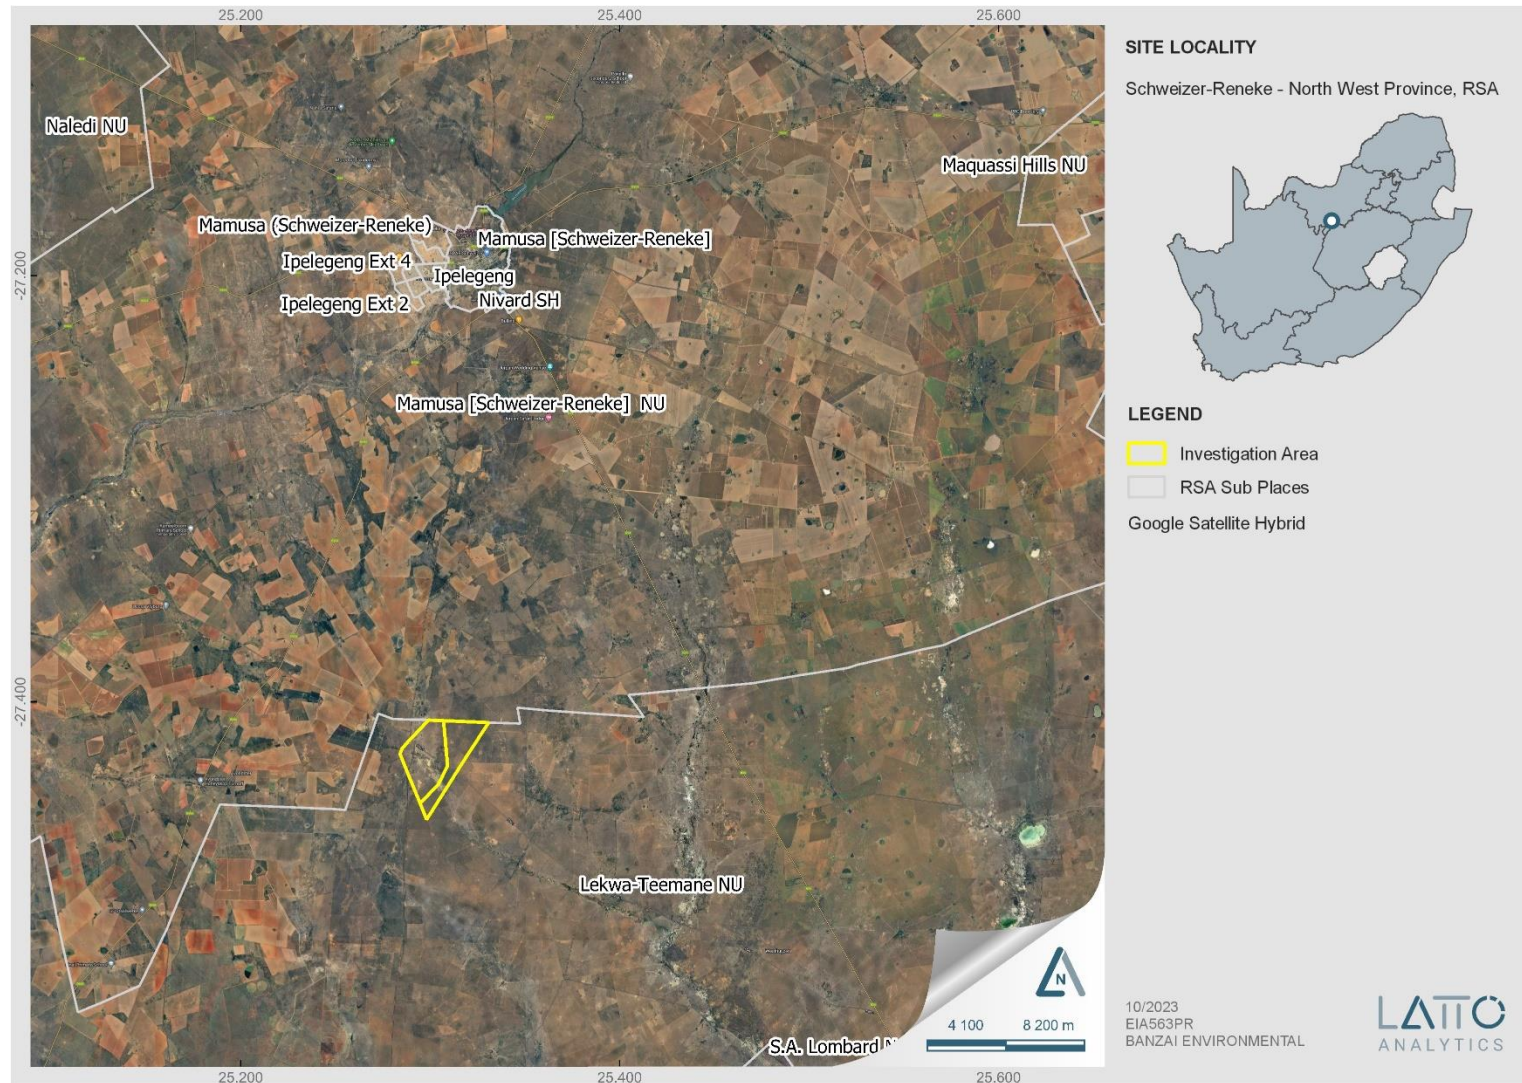 25.200 25.400 25.600
SITE LOCALITY
Schweizer-Reneke - North West Province, RSA
Naledi NU
Maquassi Hills NU
Mamusa (Schweizer-Reneke)
Mamusa [Schweizer-Reneke]
Ipelegeng Ext 4
Ipelegeng
Ipelegeng Ext 2
Nivard SH
-27.200
Mamusa [Schweizer-Reneke] NU
LEGEND
Investigation Area
RSA Sub Places
Google Satellite Hybrid
-27.400
Lekwa-Teemane NU
S.A. Lombard N
N
4 100 8 200 m
10/2023
EIA563PR
BANZAI ENVIRONMENTAL
LATTO
ANALYTICS
25.200 25.400 25.600